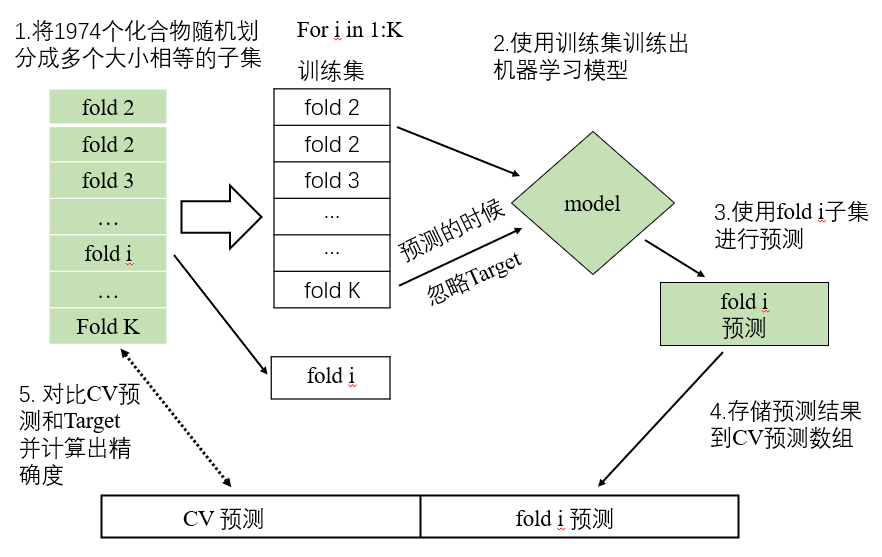 1.将1974个化合物随机划
分成多个大小相等的子集
For i in 1:K
训练集
2.使用训练集训练出
机器学习模型
fold 2
fold 2
fold 3
…
fold i
…
Fold K
fold 2
fold 2
fold 3
...
...
fold K
fold i
预测的时候
忽略Target
model
3.使用fold i子集
进行预测
fold i
预测
4.存储预测结果
到CV预测数组
5. 对比CV预
测和Target
并计算出精
确度
CV 预测
fold i 预测